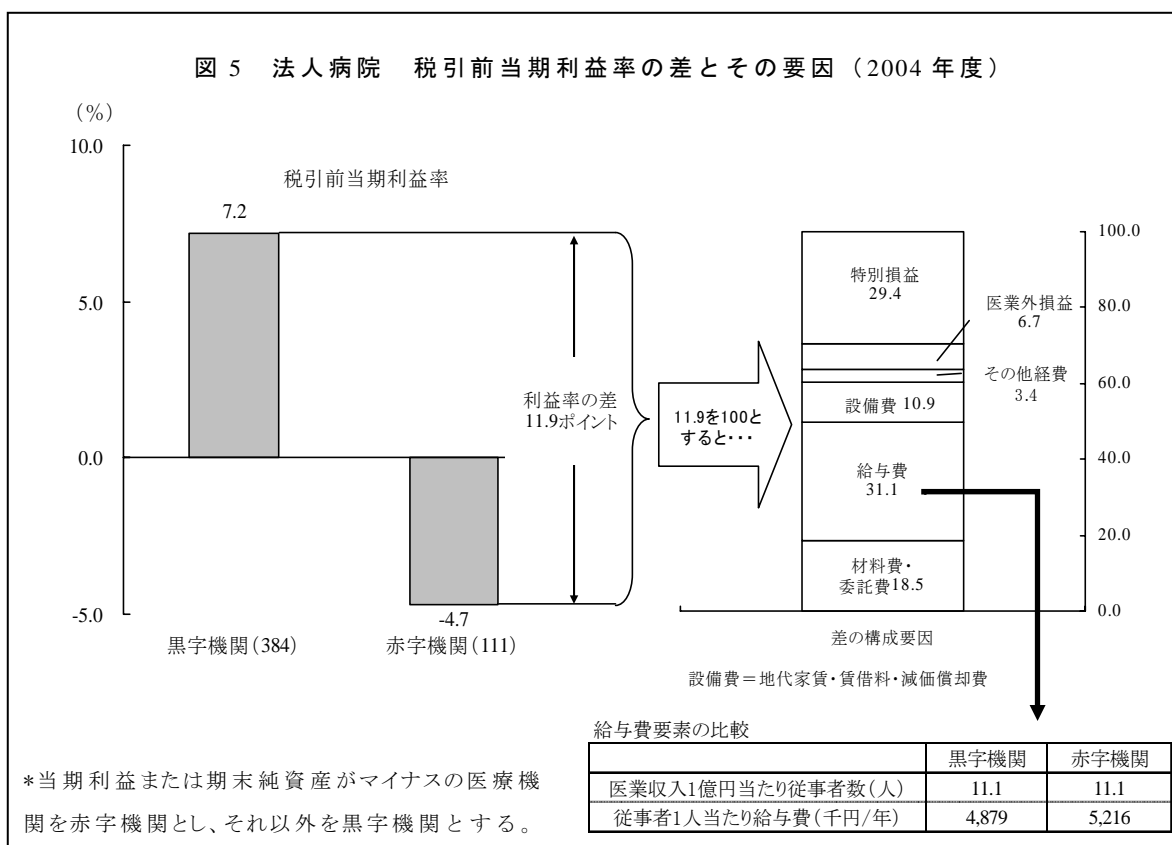 図 5 法人病院 税引前当期利益率の差とその要因（2004 年度）
(%)
10.0
5.0
0.0
-5.0
税引前当期利益率
7.2
-4.7
黒字機関(384)
赤字機関(111)
利益率の差
11.9ポイント
11.9を100と
すると・・・
特別損益
29.4
医業外損益
6.7
その他経費
3.4
設備費 10.9
給与費
31.1
材料費・
委託費18.5
100.0
80.0
60.0
40.0
20.0
0.0
差の構成要因
設備費＝地代家賃・賃借料・減価償却費
給与費要素の比較
黒字機関 赤字機関
医業収入1億円当たり従事者数(人) 11.1 11.1
従事者1人当たり給与費(千円/年) 4,879 5,216
*当期利益または期末純資産がマイナスの医療機
関を赤字機関とし、それ以外を黒字機関とする。